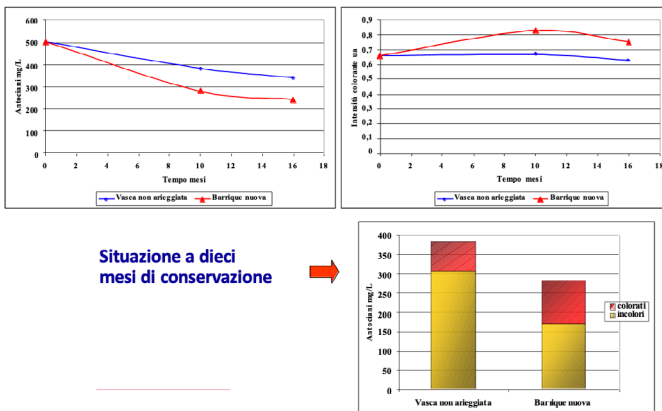 Antociani mg/L
600
500
400
300
200
100
0
0 2 4 6 8 10 12 14 16 18
Tempo mesi
Vasca non arieggiata Barrique nuova
Intensità colorante ua
0,9
0,8
0,7
0,6
0,5
0,4
0,3
0,2
0,1
0
0 2 4 6 8 10 12 14 16 18
Tempo mesi
Vasca non arieggiata Barrique nuova
Situazione a dieci
mesi di conservazione
Antociani mg/L
400
350
300
250
200
150
100
50
0
colorati
incolori
Vasca non arieggiata Barrique nuova